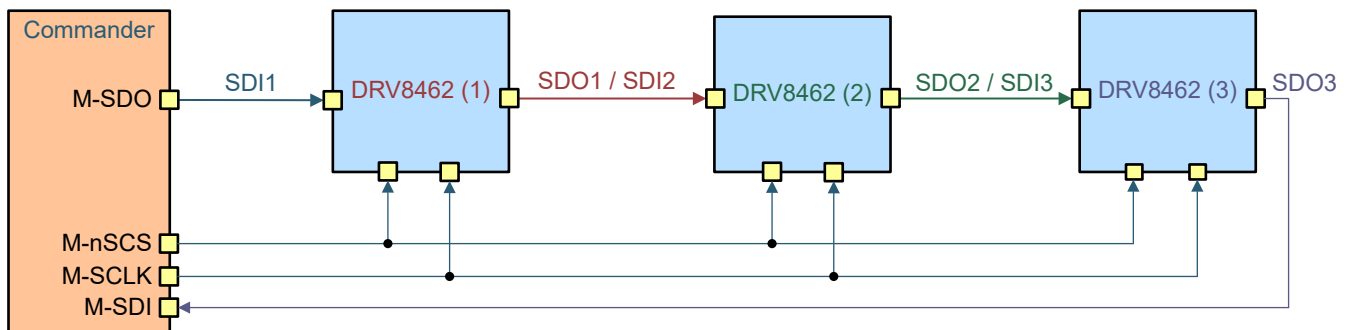 Commander
M-SDO
SDI1
DRV8462 (1)
SDO1 / SDI2
DRV8462 (2)
SDO2 / SDI3
DRV8462 (3)
SDO3
M-nSCS
M-SCLK
M-SDI